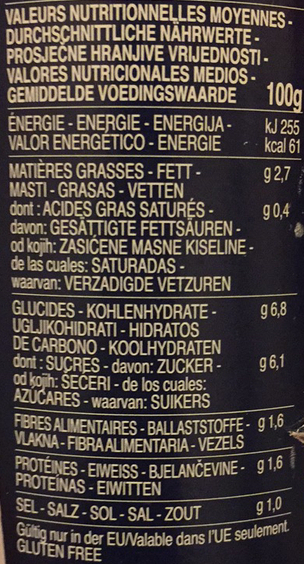 VALEURS NUTRITIONNELLES MOYENNES -
DURCHSCHNITTLICHE NÄHRWERTE -
PROSJEČNE HRANJIVE VRIJEDNOSTI -
VALORES NUTRICIONALES MEDIOS -
GEMIDDELDE VOEDINGSWAARDE 100g
ÉNERGIE - ENERGIE - ENERGIJA - kJ 255
VALOR ENERGÉTICO - ENERGIE kcal 61
MATIÈRES GRASSES - FETT - g 2,7
MASTI - GRASAS - VETTEN
dont : ACIDES GRAS SATURÉS - g 0,4
davon: GESÄTTIGTE FETTSÄUREN -
od kojih: ZASIĆENE MASNE KISELINE -
de las cuales: SATURADAS -
waarvan: VERZADIGDE VETZUREN
GLUCIDES - KOHLENHYDRATE - g 6,8
UGLJIKOHIDRATI - HIDRATOS
DE CARBONO - KOOLHYDRATEN
dont : SUCRES - davon: ZUCKER - g 6,1
od kojih: ŠEĆERI - de los cuales:
AZÚCARES - waarvan: SUIKERS
FIBRES ALIMENTAIRES - BALLASTSTOFFE - g 1,6
VLAKNA - FIBRA ALIMENTARIA - VEZELS
PROTÉINES - EIWEISS - BJELANČEVINE - g 1,6
PROTEÍNAS - EIWITTEN
SEL - SALZ - SOL - SAL - ZOUT g 1,0
Gültig nur in der EU/Valable dans l'UE seulement.
GLUTEN FREE